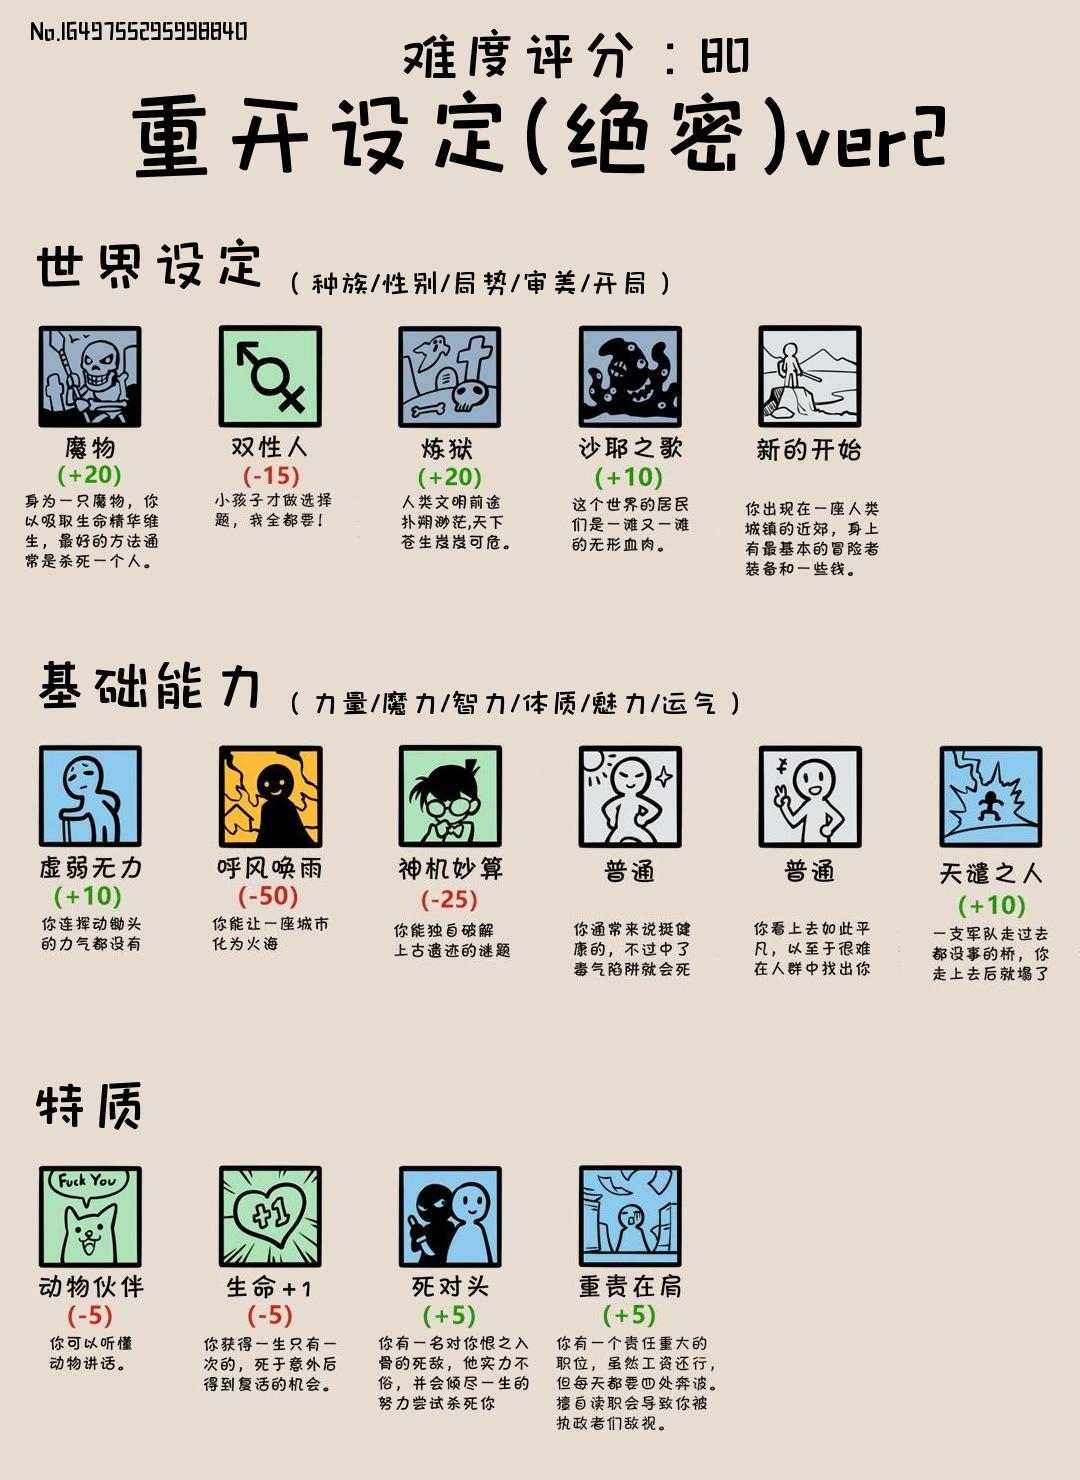 No.1649755295998840
难度评分：80
重开设定(绝密)ver2
世界设定 ( 种族/性别/局势/审美/开局 )
魔物
(+20)
身为一只魔物，你
以吸取生命精华维
生，最好的方法通
常是杀死一个人。
双性人
(-15)
小孩子才做选择
题，我全都要！
炼狱
(+20)
人类文明前途
扑朔渺茫,天下
苍生岌岌可危。
沙耶之歌
(+10)
这个世界的居民
们是一滩又一滩
的无形血肉。
新的开始
你出现在一座人类
城镇的近郊，身上
有最基本的冒险者
装备和一些钱。
基础能力 ( 力量/魔力/智力/体质/魅力/运气 )
虚弱无力
(+10)
你连挥动锄头
的力气都没有
呼风唤雨
(-50)
你能让一座城市
化为火海
神机妙算
(-25)
你能独自破解
上古遗迹的谜题
普通
你通常来说挺健
康的，不过中了
毒气陷阱就会死
普通
你看上去如此平
凡，以至于很难
在人群中找出你
天谴之人
(+10)
一支军队走过去
都没事的桥，你
走上去后就塌了
特质
Fuck You
动物伙伴
(-5)
你可以听懂
动物讲话。
+1
生命+1
(-5)
你获得一生只有一
次的，死于意外后
得到复活的机会。
死对头
(+5)
你有一名对你恨之入
骨的死敌，他实力不
俗，并会倾尽一生的
努力尝试杀死你
重责在肩
(+5)
你有一个责任重大的
职位，虽然工资还行，
但每天都要四处奔波。
擅自渎职会导致你被
执政者们敌视。